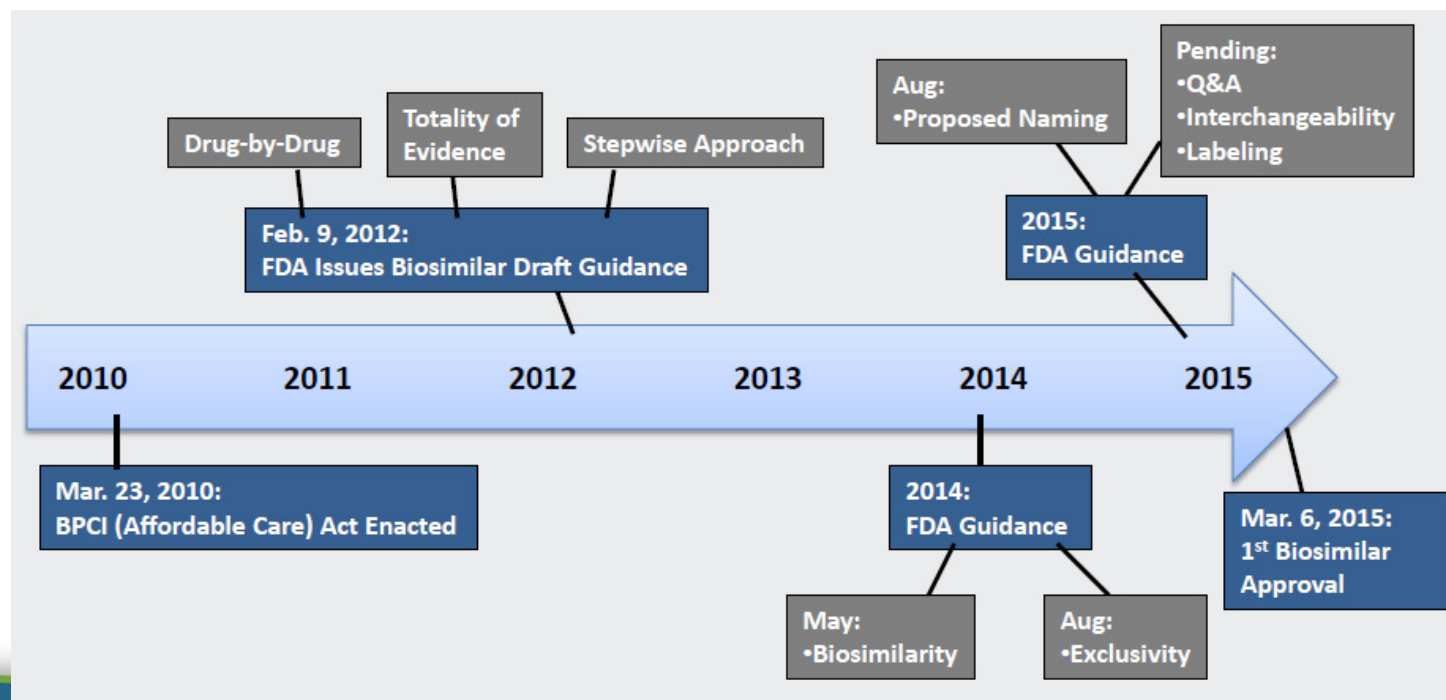 Aug:
•Proposed Naming
Pending:
•Q&A
•Interchangeability
•Labeling
Drug-by-Drug
Totality of
Evidence
Stepwise Approach
Feb. 9, 2012:
FDA Issues Biosimilar Draft Guidance
2015:
FDA Guidance
2010
2011
2012
2013
2014
2015
Mar. 23, 2010:
BPCI (Affordable Care) Act Enacted
2014:
FDA Guidance
Mar. 6, 2015:
1st Biosimilar
Approval
May:
•Biosimilarity
Aug:
•Exclusivity